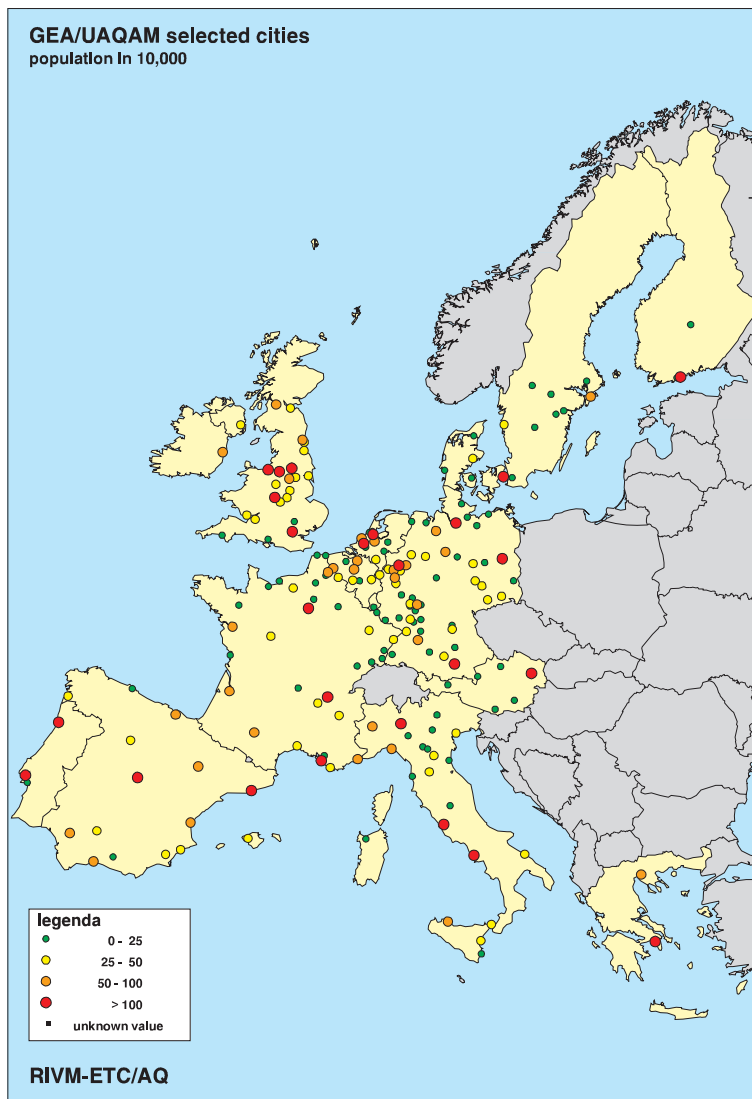 GEA/UAQAM selected cities
population in 10,000
legenda
0 - 25
25 - 50
50 - 100
> 100
unknown value
RIVM-ETC/AQ